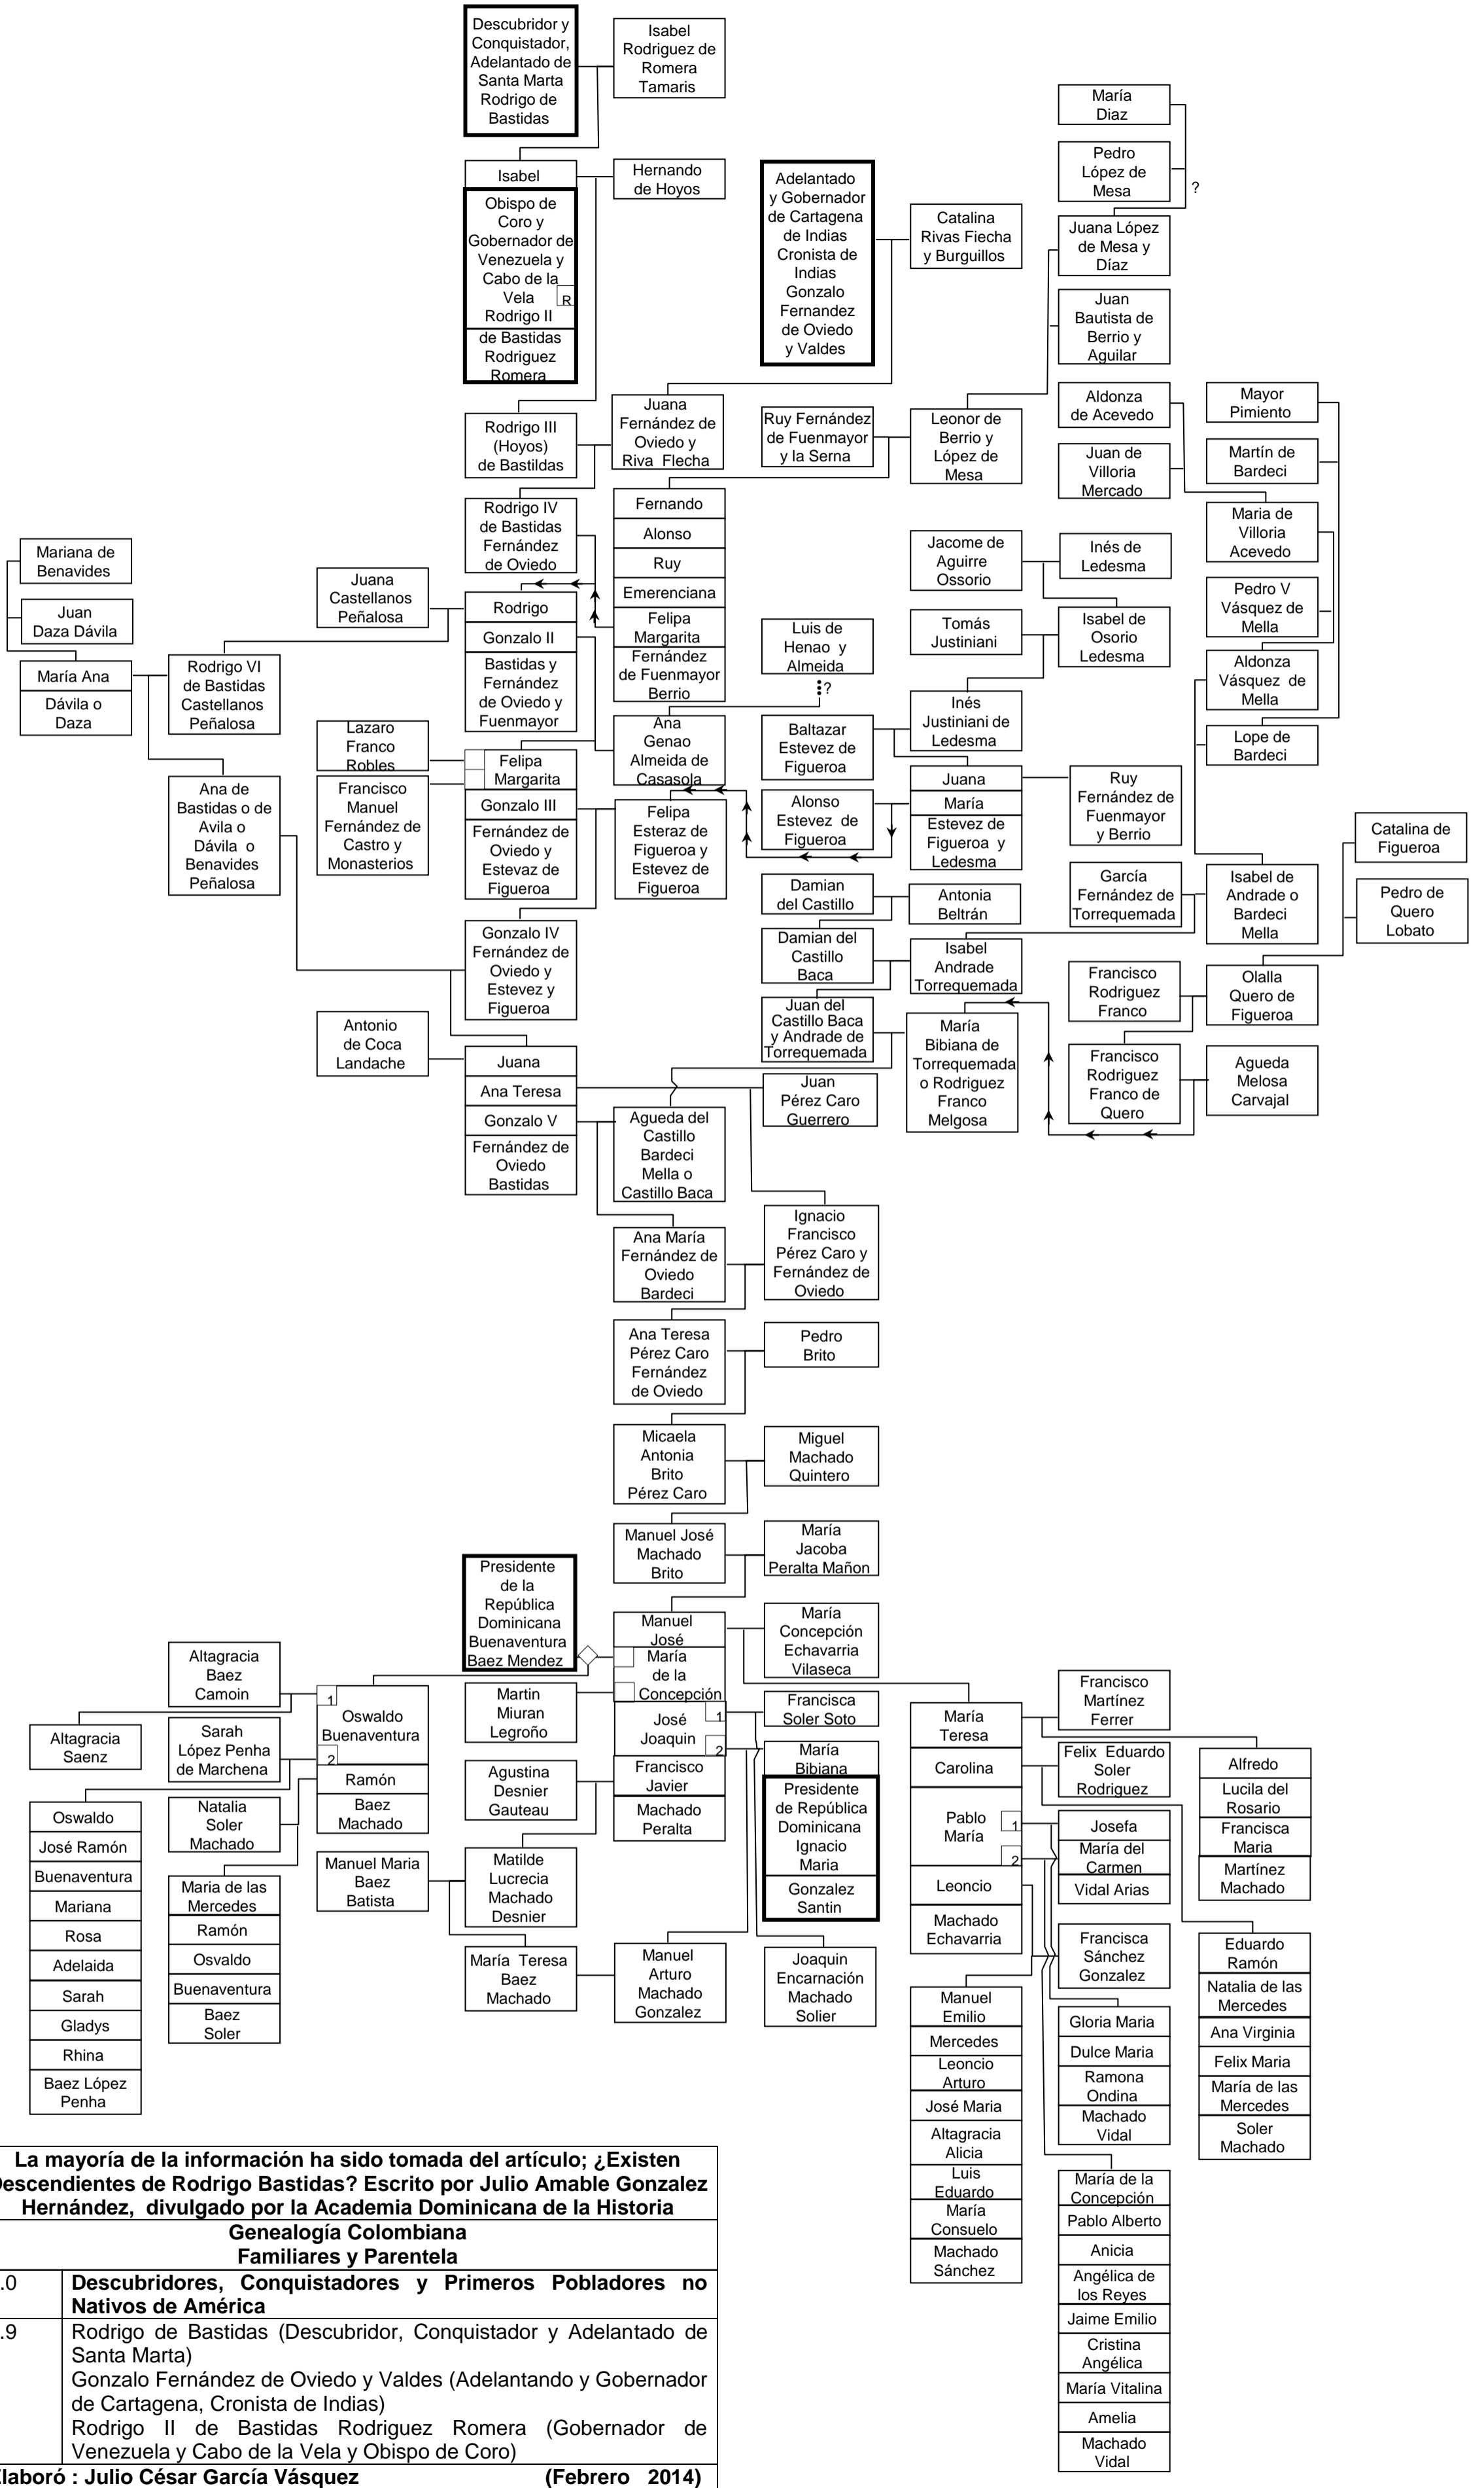 Descubridor y
Conquistador,
Adelantado de
Santa Marta
Rodrigo de
Bastidas
Isabel
Rodriguez de
Romera
Tamaris
María
Diaz
Pedro
López de
Mesa
?
Isabel
Obispo de
Coro y
Gobernador de
Venezuela y
Cabo de la
Vela
R
Rodrigo II
de Bastidas
Rodriguez
Romera
Hernando
de Hoyos
Adelantado
y Gobernador
de Cartagena
de Indias
Cronista de
Indias
Gonzalo
Fernandez
de Oviedo
y Valdes
Catalina
Rivas Fiecha
y Burguillos
Juana López
de Mesa y
Díaz
Juan
Bautista de
Berrio y
Aguilar
Rodrigo III
(Hoyos)
de Bastildas
Juana
Fernández de
Oviedo y
Riva Flecha
Ruy Fernández
de Fuenmayor
y la Serna
Leonor de
Berrio y
López de
Mesa
Aldonza
de Acevedo
Juan de
Villoria
Mercado
Mayor
Pimiento
Martín de
Bardeci
Rodrigo IV
de Bastidas
Fernández
de Oviedo
Fernando
Alonso
Ruy
Emerenciana
Felipa
Margarita
Fernández
de Fuenmayor
Berrio
Jacome de
Aguirre
Ossorio
Inés de
Ledesma
Maria de
Villoria
Acevedo
Pedro V
Vásquez de
Mella
Mariana de
Benavides
Juan
Daza Dávila
María Ana
Dávila o
Daza
Rodrigo VI
de Bastidas
Castellanos
Peñalosa
Juana
Castellanos
Peñalosa
Rodrigo
Gonzalo II
Bastidas y
Fernández
de Oviedo y
Fuenmayor
Luis de
Henao y
Almeida
?
Tomás
Justiniani
Isabel de
Osorio
Ledesma
Aldonza
Vásquez de
Mella
Lope de
Bardeci
Lazaro
Franco
Robles
Francisco
Manuel
Fernández de
Castro y
Monasterios
Felipa
Margarita
Gonzalo III
Fernández de
Oviedo y
Estevaz de
Figueroa
Ana
Genao
Almeida de
Casasola
Baltazar
Estevez de
Figueroa
Inés
Justiniani de
Ledesma
Ana de
Bastidas o de
Avila o
Dávila o
Benavides
Peñalosa
Felipa
Esteraz de
Figueroa y
Estevez de
Figueroa
Alonso
Estevez de
Figueroa
Juana
María
Estevez de
Figueroa y
Ledesma
Ruy
Fernández de
Fuenmayor
y Berrio
Catalina de
Figueroa
Pedro de
Quero
Lobato
Damian
del Castillo
Antonia
Beltrán
García
Fernández de
Torrequemada
Isabel de
Andrade o
Bardeci
Mella
Gonzalo IV
Fernández de
Oviedo y
Estevez y
Figueroa
Damian del
Castillo
Baca
Isabel
Andrade
Torrequemada
Francisco
Rodriguez
Franco
Olalla
Quero de
Figueroa
Antonio
de Coca
Landache
Juana
Ana Teresa
Gonzalo V
Fernández de
Oviedo
Bastidas
Juan del
Castillo Baca
y Andrade de
Torrequemada
María
Bibiana de
Torrequemada
o Rodriguez
Franco
Melgosa
Francisco
Rodriguez
Franco de
Quero
Agueda
Melosa
Carvajal
Juan
Pérez Caro
Guerrero
Agueda del
Castillo
Bardeci
Mella o
Castillo Baca
Ana María
Fernández de
Oviedo
Bardeci
Ignacio
Francisco
Pérez Caro y
Fernández de
Oviedo
Ana Teresa
Pérez Caro
Fernández
de Oviedo
Pedro
Brito
Micaela
Antonia
Brito
Pérez Caro
Miguel
Machado
Quintero
Manuel José
Machado
Brito
María
Jacoba
Peralta Mañon
Presidente
de la
República
Dominicana
Buenaventura
Baez Mendez
Manuel
José
María
de la
Concepción
José
Joaquin
1
2
Francisco
Javier
Machado
Peralta
María
Concepción
Echavarria
Vilaseca
Altagracia
Baez
Camoin
Altagracia
Saenz
Sarah
López Penha
de Marchena
1
Oswaldo
Buenaventura
2
Ramón
Baez
Machado
Martin
Miuran
Legroño
Francisca
Soler Soto
María
Bibiana
Presidente
de República
Dominicana
Ignacio
Maria
Gonzalez
Santin
María
Teresa
Carolina
Pablo
María
1
2
Leoncio
Machado
Echavarria
Francisco
Martínez
Ferrer
Felix Eduardo
Soler
Rodriguez
Alfredo
Lucila del
Rosario
Francisca
Maria
Martínez
Machado
Josefa
María del
Carmen
Vidal Arias
Francisca
Sánchez
Gonzalez
Agustina
Desnier
Gauteau
Natalia
Soler
Machado
Oswaldo
José Ramón
Buenaventura
Mariana
Rosa
Adelaida
Sarah
Gladys
Rhina
Baez López
Penha
Maria de las
Mercedes
Ramón
Osvaldo
Buenaventura
Baez
Soler
Manuel Maria
Baez
Batista
Matilde
Lucrecia
Machado
Desnier
María Teresa
Baez
Machado
Manuel
Arturo
Machado
Gonzalez
Joaquin
Encarnación
Machado
Solier
Manuel
Emilio
Mercedes
Leoncio
Arturo
José Maria
Altagracia
Alicia
Luis
Eduardo
María
Consuelo
Machado
Sánchez
Gloria Maria
Dulce Maria
Ramona
Ondina
Machado
Vidal
Eduardo
Ramón
Natalia de las
Mercedes
Ana Virginia
Felix Maria
María de las
Mercedes
Soler
Machado
María de la
Concepción
Pablo Alberto
Anicia
Angélica de
los Reyes
Jaime Emilio
Cristina
Angélica
María Vitalina
Amelia
Machado
Vidal
La mayoría de la información ha sido tomada del artículo; ¿Existen
Descendientes de Rodrigo Bastidas? Escrito por Julio Amable Gonzalez
Hernández, divulgado por la Academia Dominicana de la Historia
Genealogía Colombiana
Familiares y Parentela
.0 Descubridores, Conquistadores y Primeros Pobladores no
Nativos de América
.9 Rodrigo de Bastidas (Descubridor, Conquistador y Adelantado de
Santa Marta)
Gonzalo Fernández de Oviedo y Valdes (Adelantando y Gobernador
de Cartagena, Cronista de Indias)
Rodrigo II de Bastidas Rodriguez Romera (Gobernador de
Venezuela y Cabo de la Vela y Obispo de Coro)
laboró : Julio César García Vásquez (Febrero 2014)